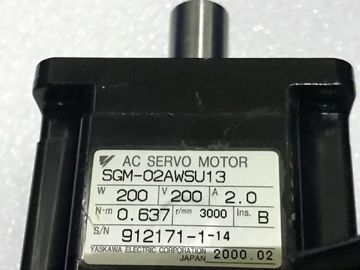 AC SERVO MOTOR
SGM-02AWSU13
W 200 V 200 A 2.0
N·m 0.637 r/min 3000 Ins. B
S/N 912171-1-14
YASKAWA ELECTRIC CORPORATION
JAPAN 2000.02